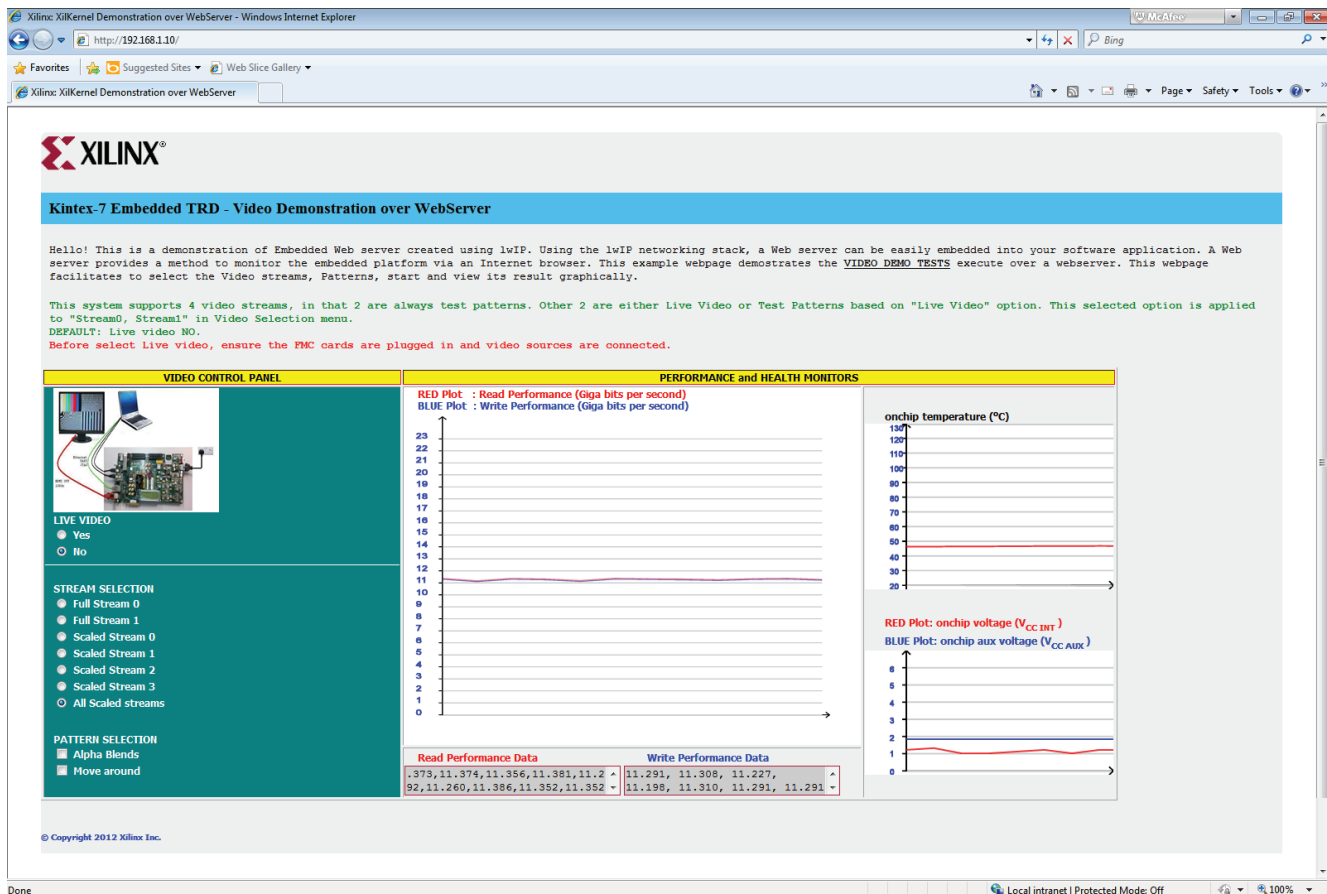 Xilinx: XilKernel Demonstration over WebServer - Windows Internet Explorer
McAfee
http://192.168.1.10/
Bing
Favorites
Suggested Sites
Web Slice Gallery
Xilinx: XilKernel Demonstration over WebServer
Page
Safety
Tools
XILINX®
Kintex-7 Embedded TRD - Video Demonstration over WebServer
Hello! This is a demonstration of Embedded Web server created using lwIP. Using the lwIP networking stack, a Web server can be easily embedded into your software application. A Web
server provides a method to monitor the embedded platform via an Internet browser. This example webpage demostrates the VIDEO DEMO TESTS execute over a webserver. This webpage
facilitates to select the Video streams, Patterns, start and view its result graphically.
This system supports 4 video streams, in that 2 are always test patterns. Other 2 are either Live Video or Test Patterns based on "Live Video" option. This selected option is applied
to "Stream0, Stream1" in Video Selection menu.
DEFAULT: Live video NO.
Before select Live video, ensure the FMC cards are plugged in and video sources are connected.
VIDEO CONTROL PANEL
LIVE VIDEO
Yes
No
STREAM SELECTION
Full Stream 0
Full Stream 1
Scaled Stream 0
Scaled Stream 1
Scaled Stream 2
Scaled Stream 3
All Scaled streams
PATTERN SELECTION
Alpha Blends
Move around
PERFORMANCE and HEALTH MONITORS
RED Plot : Read Performance (Giga bits per second)
BLUE Plot : Write Performance (Giga bits per second)
23
22
21
20
19
18
17
16
15
14
13
12
11
10
9
8
7
6
5
4
3
2
1
0
Read Performance Data
.373,11.374,11.356,11.381,11.2
92,11.260,11.386,11.352,11.352
Write Performance Data
11.291, 11.308, 11.227,
11.198, 11.310, 11.291, 11.291
onchip temperature (°C)
130
120
110
100
90
80
70
60
50
40
30
20
RED Plot: onchip voltage (VCC INT )
BLUE Plot: onchip aux voltage (VCC AUX )
6
5
4
3
2
1
0
© Copyright 2012 Xilinx Inc.
Done
Local intranet | Protected Mode: Off
100%